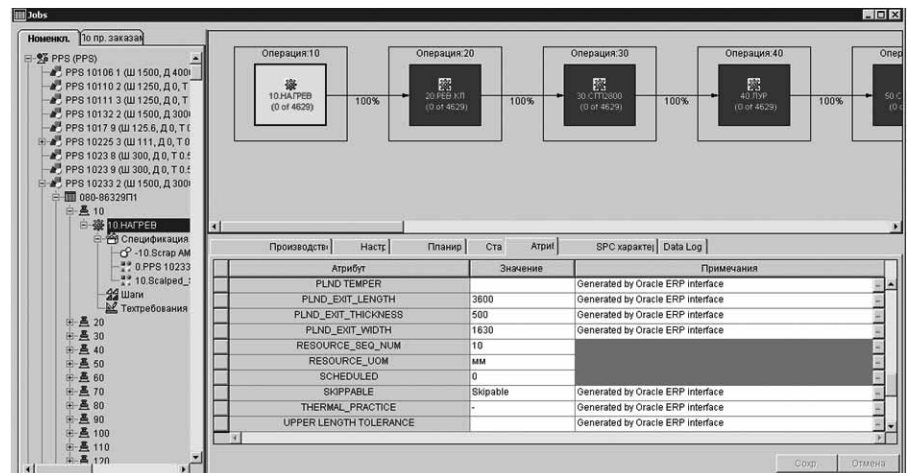 Jobs
Номенкл.
По пр. заказам
PPS (PPS)
PPS 10106 1 (Ш 1500, Д 400
PPS 10110 2 (Ш 1250, Д 0, Т
PPS 10111 3 (Ш 1250, Д 0, Т
PPS 10132 2 (Ш 1500, Д 300
PPS 1017 9 (Ш 125.6, Д 0, Т 0
PPS 10225 3 (Ш 111, Д 0, Т 0
PPS 1023 8 (Ш 300, Д 0, Т 0.5
PPS 1023 9 (Ш 300, Д 0, Т 0.5
PPS 10233 2 (Ш 1500, Д 300
080-86329П1
10
10.НАГРЕВ
Спецификация
-10.Scrap AM
0.PPS 10233
10.Scalped_S
Шаги
Техтребования
20
30
40
50
60
70
80
90
100
110
120
Операция:10
10.НАГРЕВ
(0 of 4629)
100%
Операция:20
20.РЕВ.КЛ
(0 of 4629)
100%
Операция:30
30.СТП2800
(0 of 4629)
100%
Операция:40
40.ЛУР
(0 of 4629)
100%
Опер
50.С
(0 o
Производств
Настр
Планир
Ста
Атриб
SPC характер
Data Log
Атрибут Значение Примечания
PLND TEMPER Generated by Oracle ERP interface
PLND_EXIT_LENGTH 3600 Generated by Oracle ERP interface
PLND_EXIT_THICKNESS 500 Generated by Oracle ERP interface
PLND_EXIT_WIDTH 1630 Generated by Oracle ERP interface
RESOURCE_SEQ_NUM 10
RESOURCE_UOM мм
SCHEDULED 0
SKIPPABLE Skipable Generated by Oracle ERP interface
THERMAL_PRACTICE - Generated by Oracle ERP interface
UPPER LENGTH TOLERANCE Generated by Oracle ERP interface
Сохр.
Отмена